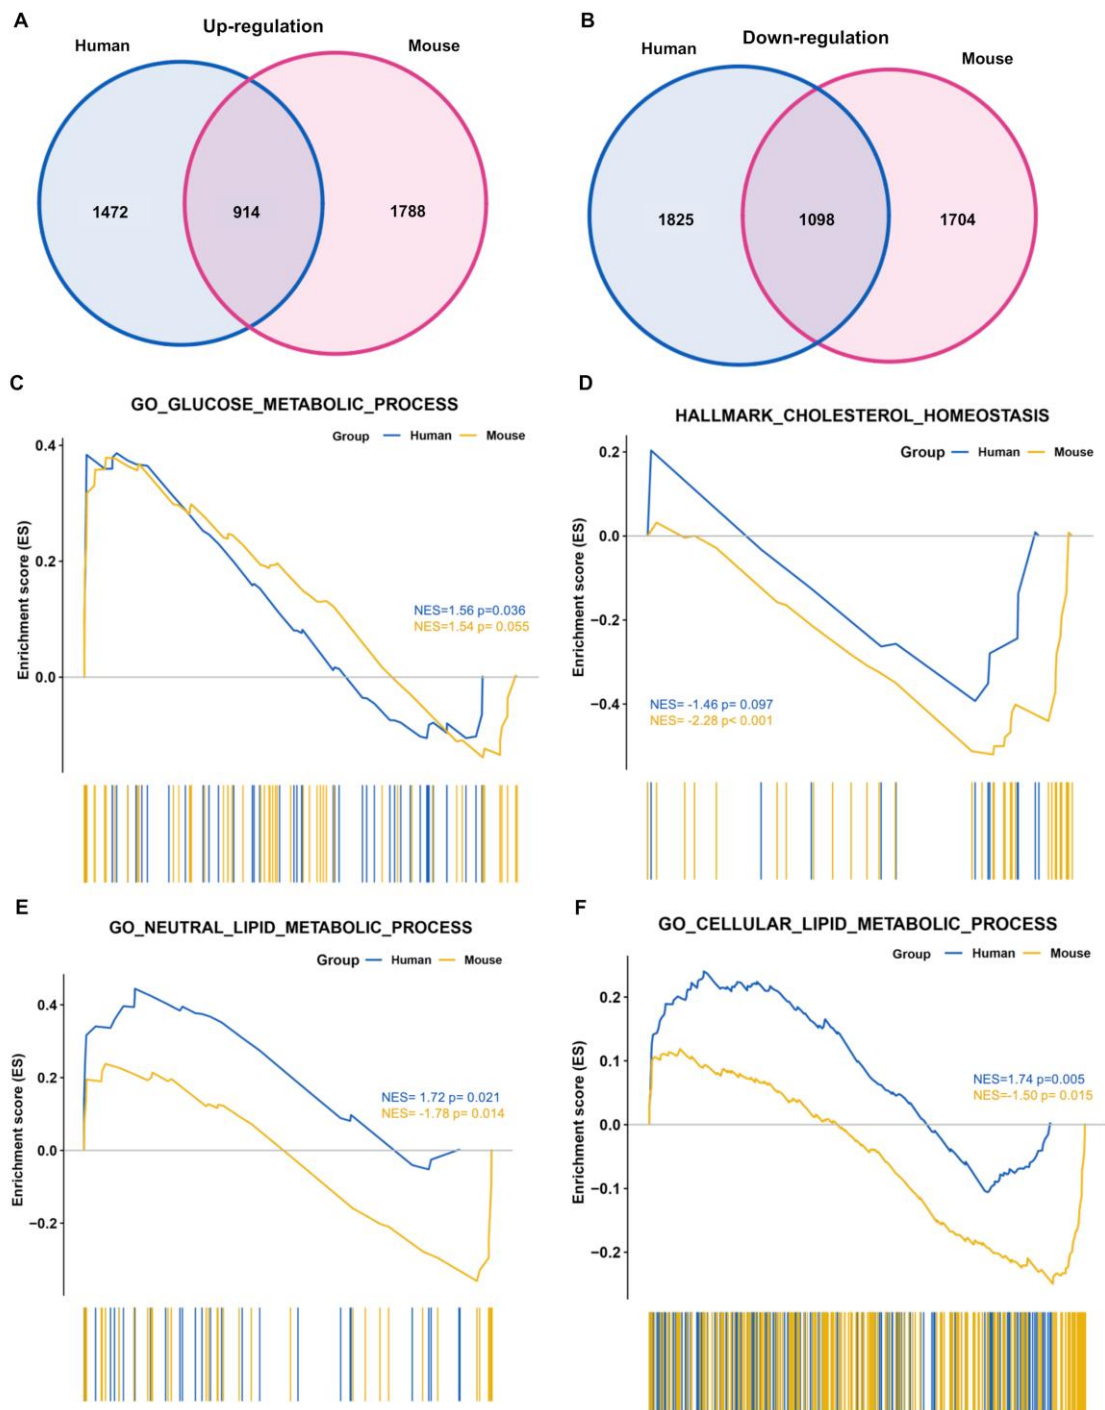 A
Up-regulation
Human
Mouse
1472
914
1788
B
Down-regulation
Human
Mouse
1825
1098
1704
C
GO_GLUCOSE_METABOLIC_PROCESS
Group Human Mouse
Enrichment score (ES)
0.4
0.2
0.0
NES=1.56 p=0.036
NES=1.54 p= 0.055
D
HALLMARK_CHOLESTEROL_HOMEOSTASIS
Group Human Mouse
Enrichment score (ES)
0.2
0.0
−0.2
−0.4
NES= -1.46 p= 0.097
NES= -2.28 p< 0.001
E
GO_NEUTRAL_LIPID_METABOLIC_PROCESS
Group Human Mouse
Enrichment score (ES)
0.4
0.2
0.0
−0.2
NES= 1.72 p= 0.021
NES= -1.78 p= 0.014
F
GO_CELLULAR_LIPID_METABOLIC_PROCESS
Group Human Mouse
Enrichment score (ES)
0.2
0.1
0.0
−0.1
−0.2
NES=1.74 p=0.005
NES=-1.50 p= 0.015